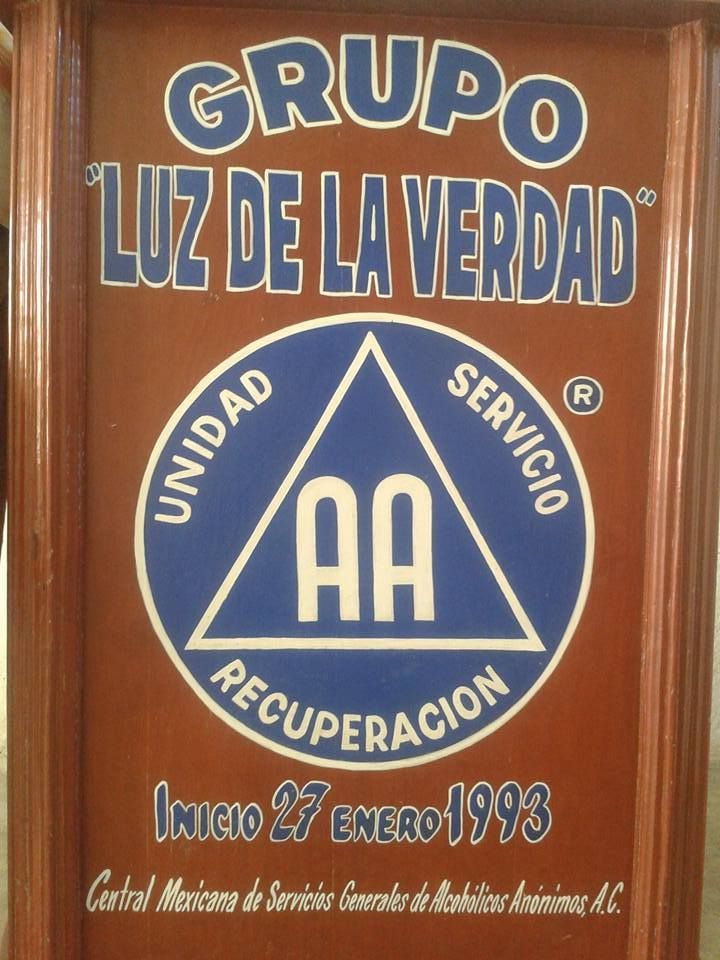 GRUPO
"LUZ DE LA VERDAD"
UNIDAD
SERVICIO
®
AA
RECUPERACION
INICIO 27 ENERO 1993
Central Mexicana de Servicios Generales de Alcohólicos Anónimos, A.C.